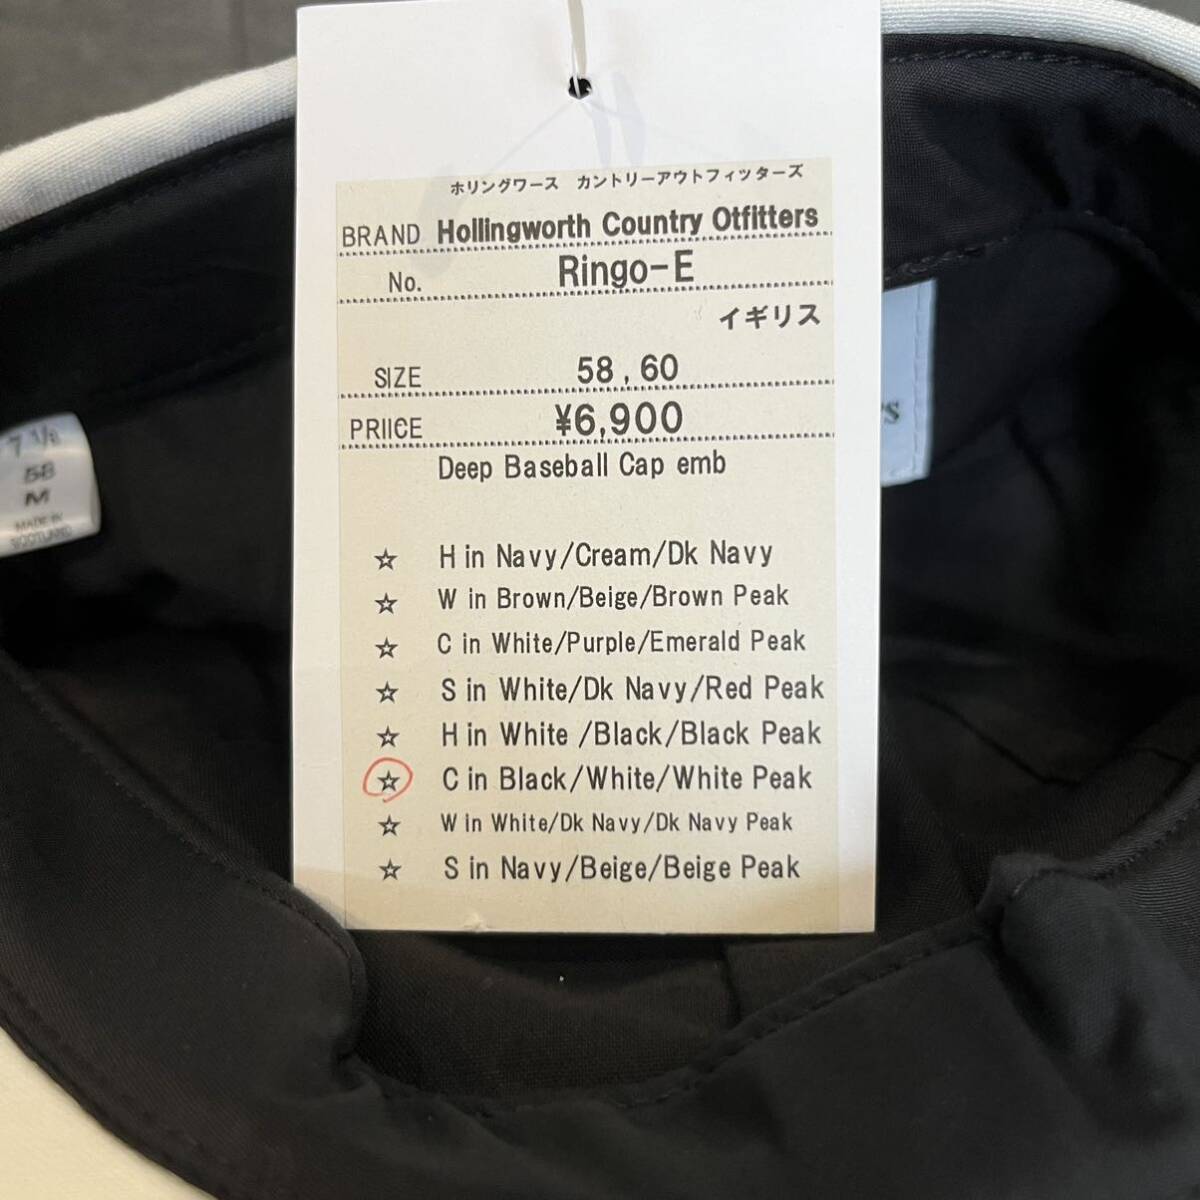 ホリングワース カントリーアウトフィッターズ
BRAND Hollingworth Country Otfitters
No. Ringo-E
イギリス
SIZE 58 , 60
PRIICE ¥6,900
Deep Baseball Cap emb
☆ H in Navy/Cream/Dk Navy
☆ W in Brown/Beige/Brown Peak
☆ C in White/Purple/Emerald Peak
☆ S in White/Dk Navy/Red Peak
☆ H in White /Black/Black Peak
☆ C in Black/White/White Peak
☆ W in White/Dk Navy/Dk Navy Peak
☆ S in Navy/Beige/Beige Peak
7 1/8
58
M
MADE IN
SCOTLAND